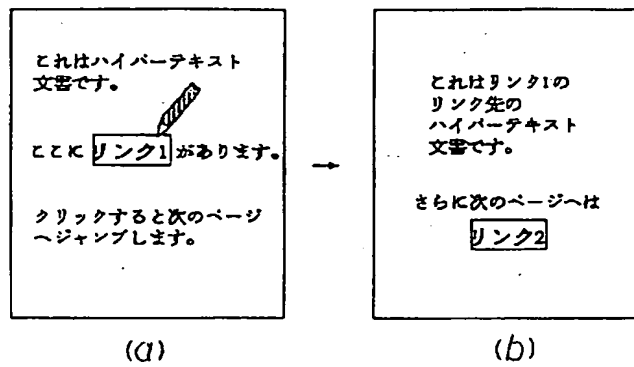 これはハイパーテキスト
文書です。
ここに リンク1 があります。
クリックすると次のページ
へジャンプします。
(a)
これはリンク1の
リンク先の
ハイパーテキスト
文書です。
さらに次のページへは
リンク2
(b)